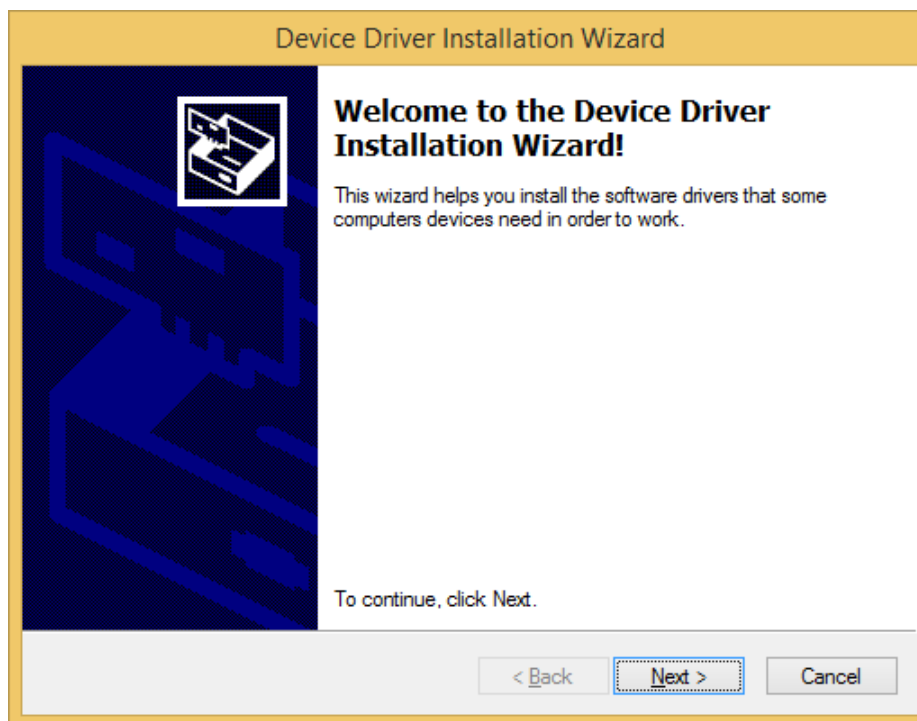 Device Driver Installation Wizard
Welcome to the Device Driver
Installation Wizard!
This wizard helps you install the software drivers that some
computers devices need in order to work.
To continue, click Next.
< Back
Next >
Cancel